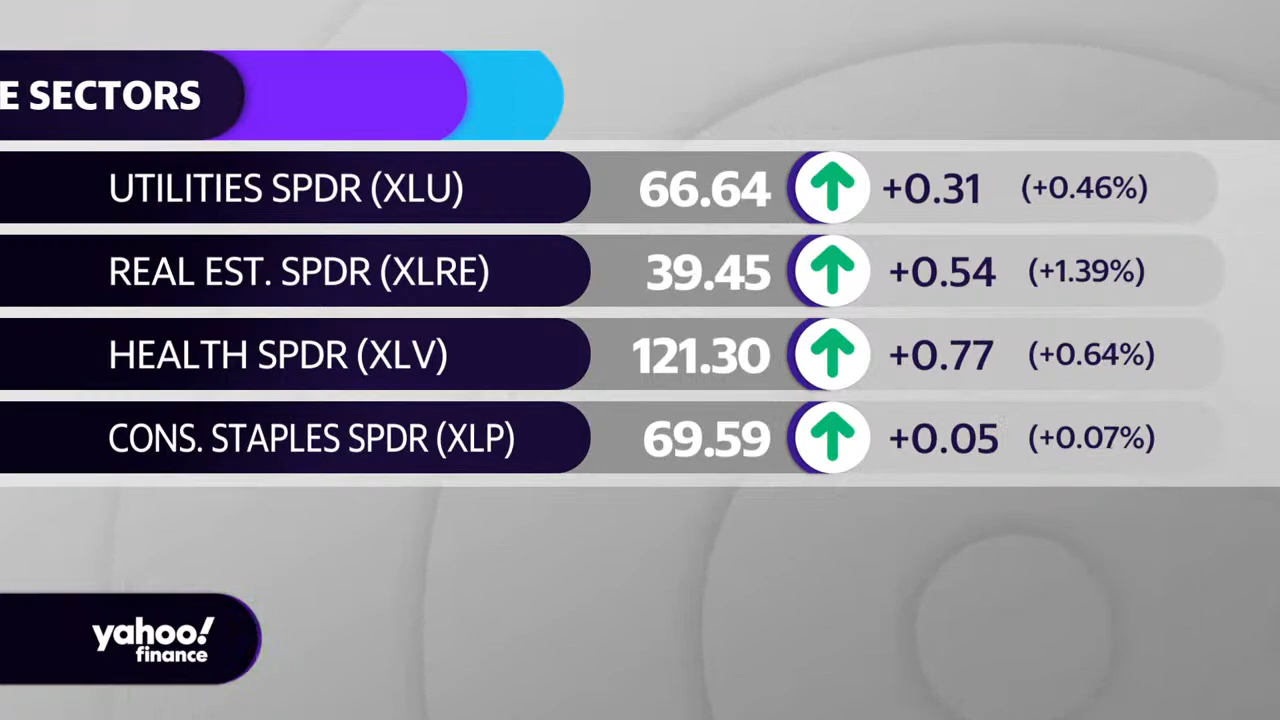 E SECTORS
UTILITIES SPDR (XLU) 66.64 +0.31 (+0.46%)
REAL EST. SPDR (XLRE) 39.45 +0.54 (+1.39%)
HEALTH SPDR (XLV) 121.30 +0.77 (+0.64%)
CONS. STAPLES SPDR (XLP) 69.59 +0.05 (+0.07%)
yahoo!
finance